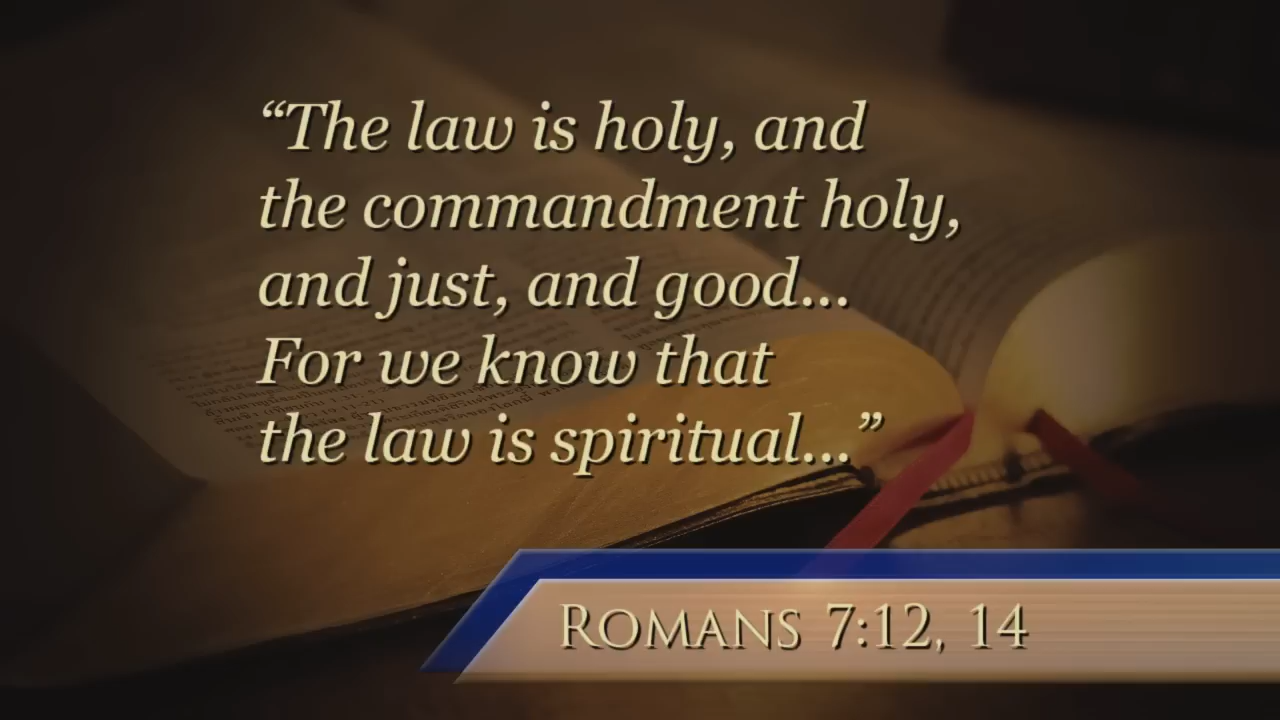 “The law is holy, and
the commandment holy,
and just, and good...
For we know that
the law is spiritual...”
ROMANS 7:12, 14